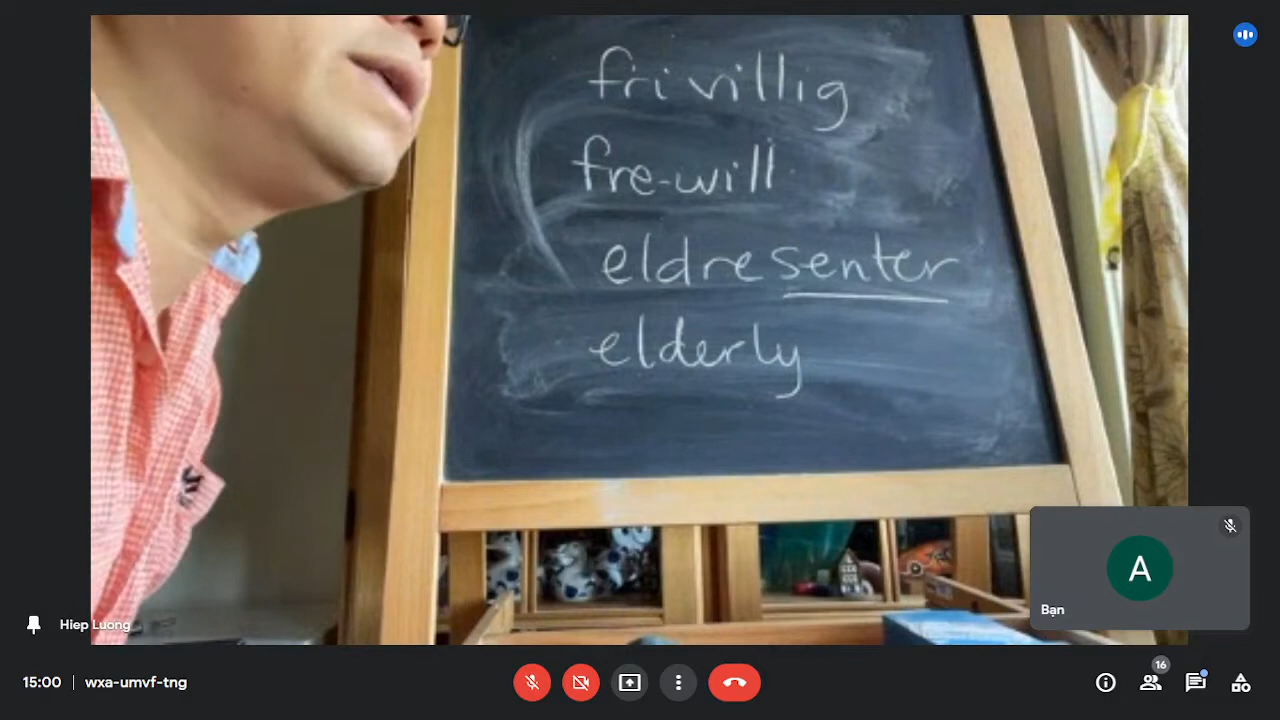 frivillig
fre-will
eldresenter
elderly
Bạn
A
Hiep Luong
15:00 | wxa-umvf-tng
16